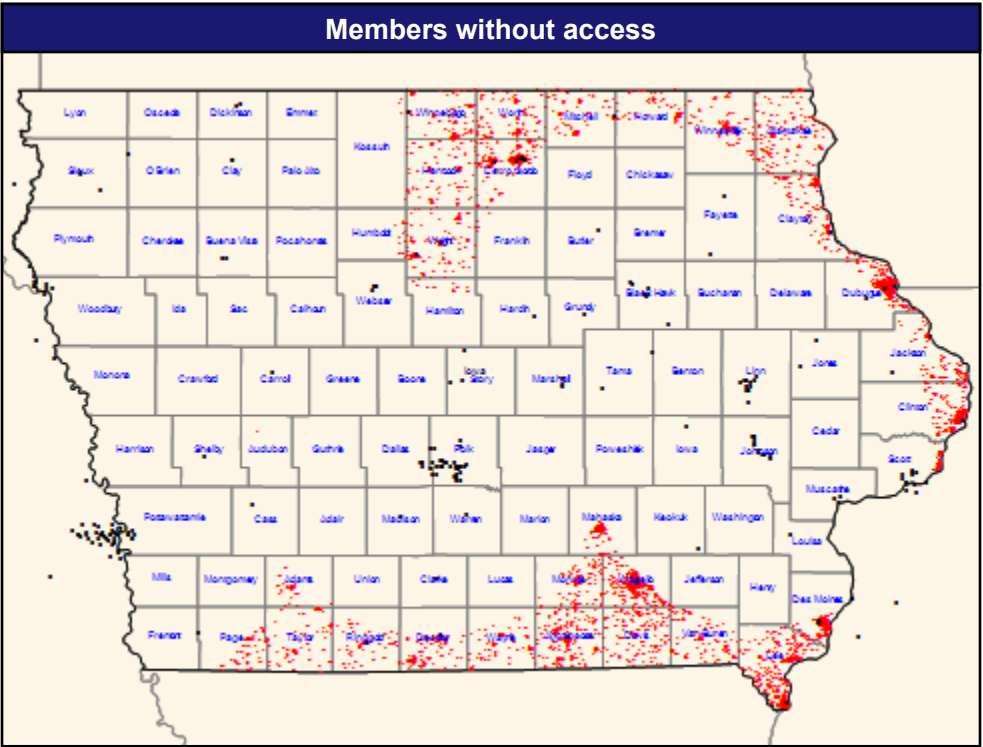 Members without access
Lyon Osceola Dickinson Emmet
Winnebago Worth Mitchell Howard
Kossuth
Sioux O'Brien Clay Palo Alto
Hancock Floyd Chickasaw
Fayette Clayton
Plymouth Cherokee Buena Vista Pocahontas Humboldt Wright Franklin Butler Bremer
Woodbury Ida Sac Calhoun Webster Hamilton Hardin Grundy Black Hawk Buchanan Delaware Dubuque
Monona Crawford Carroll Greene Boone Iowa Story Marshall Tama Benton Linn Jones Jackson
Clinton
Harrison Shelby Audubon Guthrie Dallas Polk Jasper Poweshiek Iowa Johnson Cedar
Scott
Muscatine
Pottawattamie Cass Adair Madison Warren Marion Mahaska Keokuk Washington
Louisa
Mills Montgomery Adams Union Clarke Lucas Monroe Wapello Jefferson Henry
Des Moines
Fremont Page Taylor Ringgold Decatur Wayne Davis Van Buren
Lee